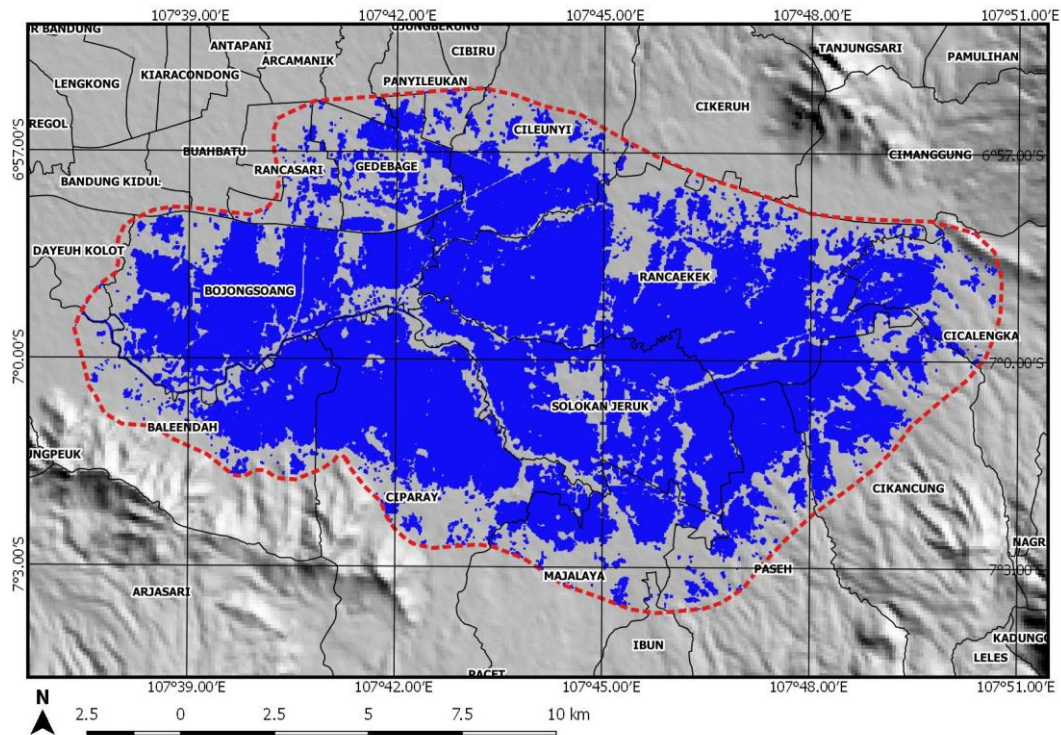 107°39.00'E 107°42.00'E 107°45.00'E 107°48.00'E 107°51.00'E
R BANDUNG
UJUNGBERUNG
ANTAPANI
CIBIRU
TANJUNGSARI
ARCAMANIK
PAMULIHAN
KIARACONDONG
LENGKONG
PANYILEUKAN
CIKERUH
REGOL
CILEUNYI
6°57.00'S
BUAHBATU
6°57.00'S
CIMANGGUNG
RANCASARI
GEDEBAGE
BANDUNG KIDUL
DAYEUH KOLOT
RANCAEKEK
BOJONGSOANG
CICALENGKA
7°0.00'S
7°0.00'S
SOLOKAN JERUK
BALEENDAH
UNGPEUK
CIPARAY
CIKANCUNG
NAGR
7°3.00'S
MAJALAYA
PASEH
7°3.00'S
ARJASARI
IBUN
KADUNGO
LELES
PACET
107°39.00'E 107°42.00'E 107°45.00'E 107°48.00'E 107°51.00'E
N
2.5 0 2.5 5 7.5 10 km